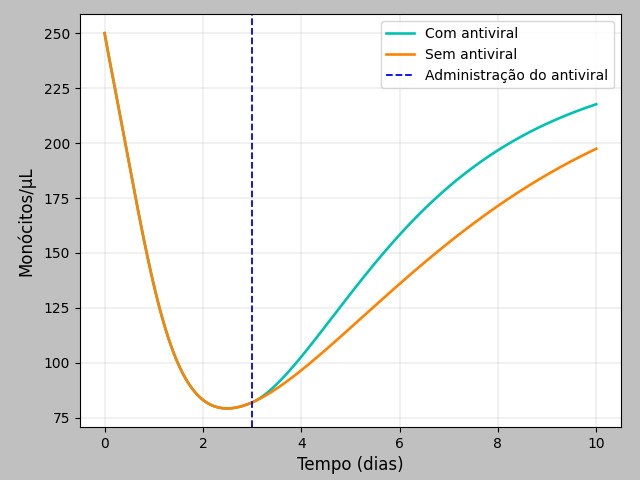 250
225
200
175
150
125
100
75
Monócitos/μL
Com antiviral
Sem antiviral
Administração do antiviral
0 2 4 6 8 10
Tempo (dias)